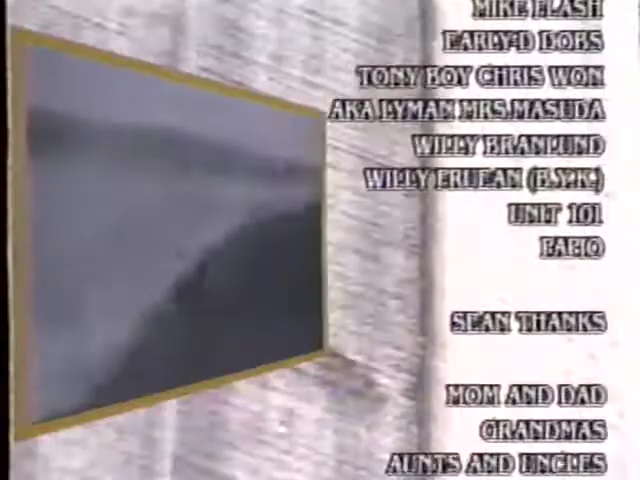 MIKE FLASH
EARLY-D DOBS
TONY BOY CHRIS WON
AKA LYMAN MRS.MASUDA
WILLY BRANLUND
WILLY FRUEAN (B.S.K.)
UNIT 101
FABIO
SEAN THANKS
MOM AND DAD
GRANDMAS
AUNTS AND UNCLES